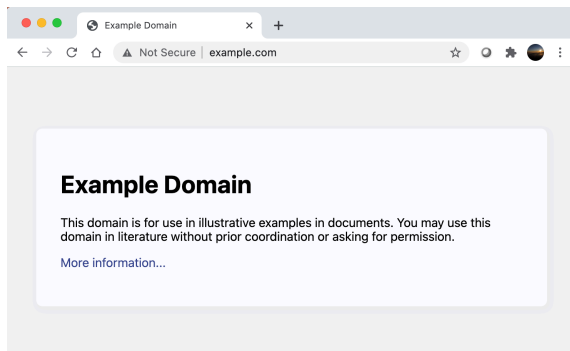 Example Domain
Not Secure | example.com
Example Domain
This domain is for use in illustrative examples in documents. You may use this
domain in literature without prior coordination or asking for permission.
More information...